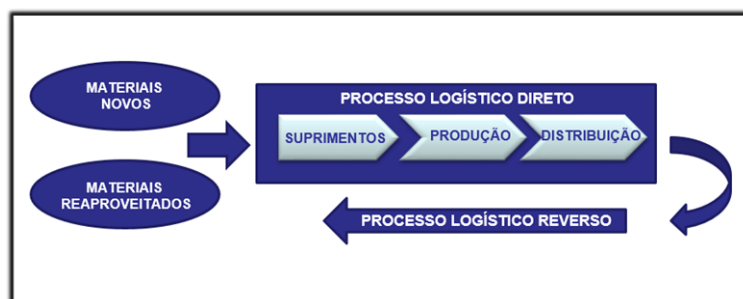 MATERIAIS
NOVOS
MATERIAIS
REAPROVEITADOS
PROCESSO LOGÍSTICO DIRETO
SUPRIMENTOS
PRODUÇÃO
DISTRIBUIÇÃO
PROCESSO LOGÍSTICO REVERSO